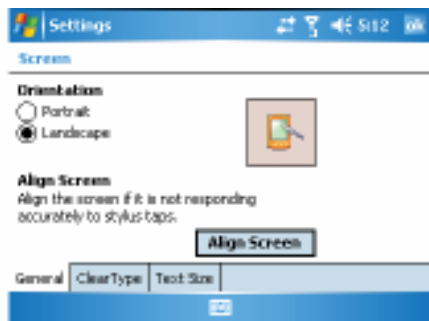 Settings 5:12 ok
Screen
Orientation
Portrait
Landscape
Align Screen
Align the screen if it is not responding
accurately to stylus taps.
Align Screen
General ClearType Text Size